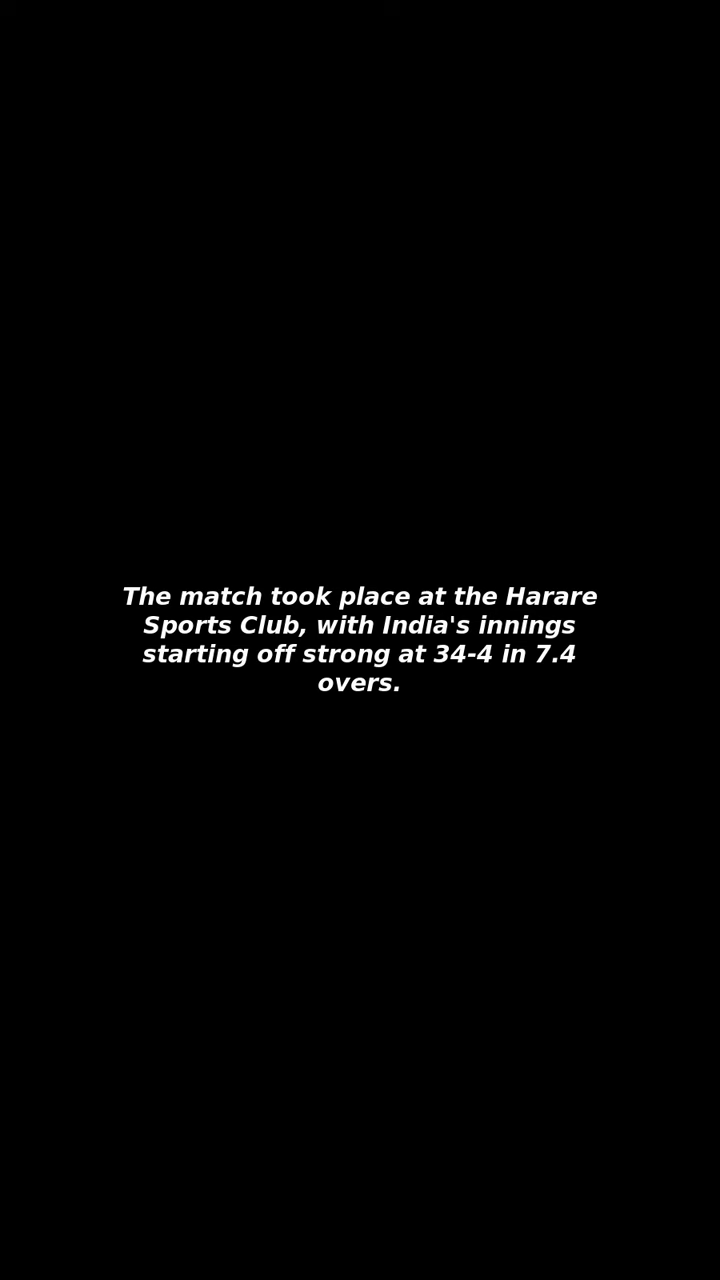 The match took place at the Harare
Sports Club, with India's innings
starting off strong at 34-4 in 7.4
overs.